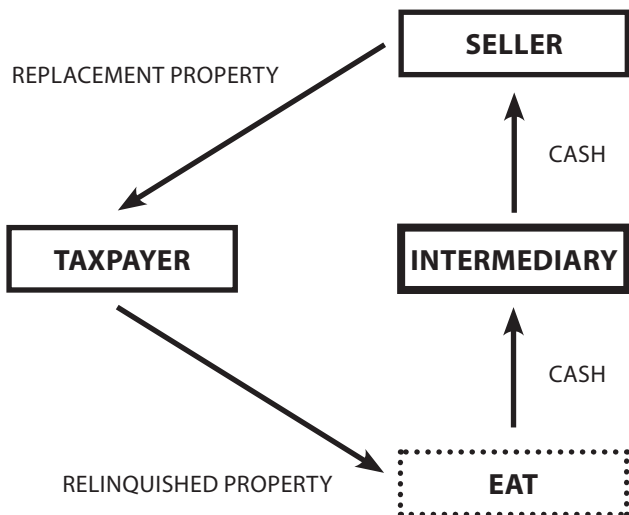 SELLER
REPLACEMENT PROPERTY
CASH
TAXPAYER
INTERMEDIARY
CASH
RELINQUISHED PROPERTY
EAT